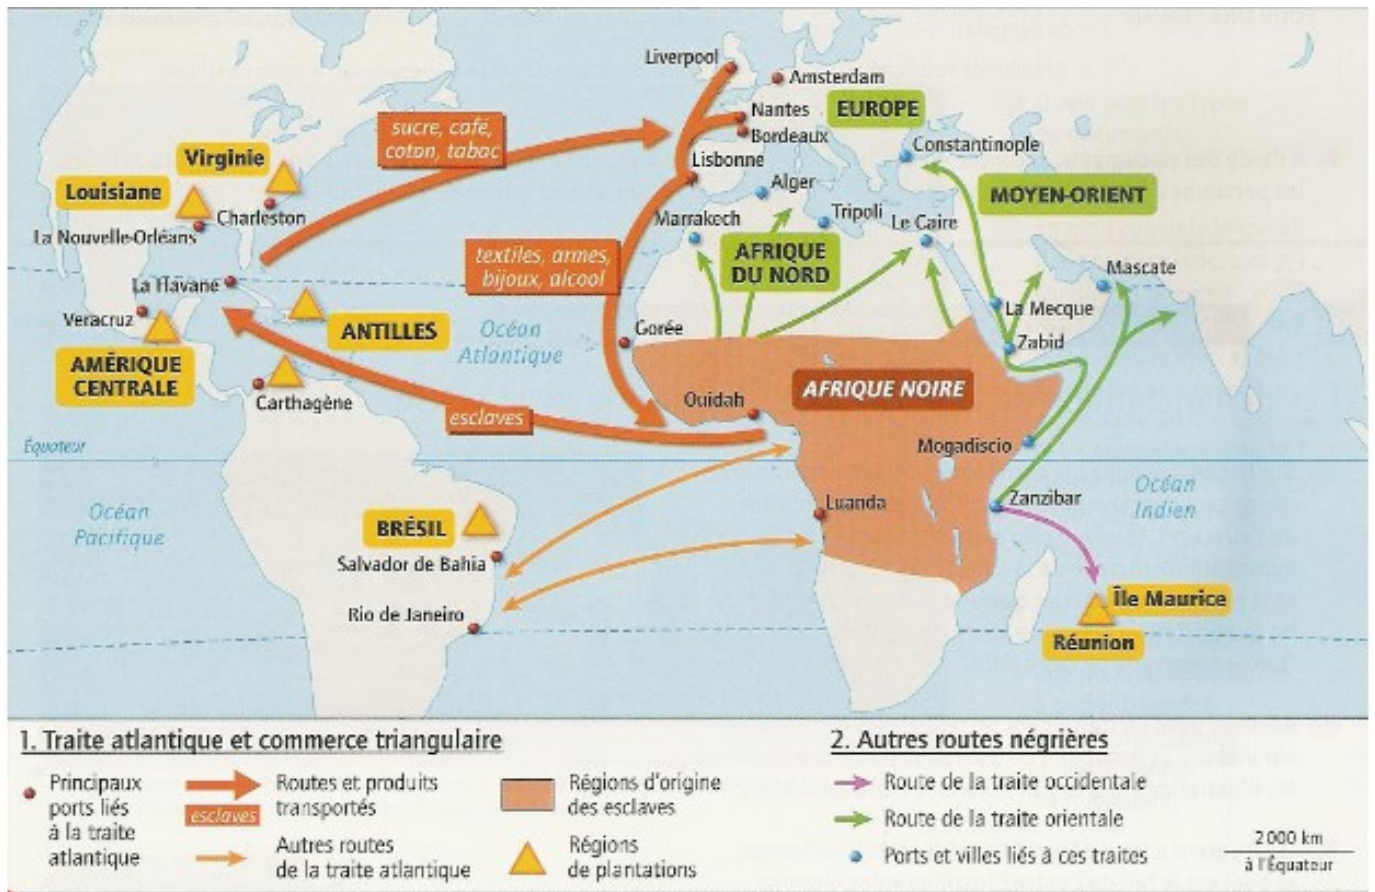 Liverpool
Amsterdam
Nantes
EUROPE
Bordeaux
sucre, café,
coton, tabac
Constantinople
Virginie
Lisbonne
Alger
MOYEN-ORIENT
Louisiane
Charleston
Marrakech
Tripoli
Le Caire
La Nouvelle-Orléans
textiles, armes,
bijoux, alcool
AFRIQUE
DU NORD
Mascate
La Havane
La Mecque
Veracruz
ANTILLES
Océan
Atlantique
Gorée
Zabid
AMÉRIQUE
CENTRALE
Carthagène
esclaves
Ouidah
AFRIQUE NOIRE
Équateur
Mogadiscio
Océan
Pacifique
Luanda
Zanzibar
Océan
Indien
BRÉSIL
Salvador de Bahia
Rio de Janeiro
Île Maurice
Réunion
1. Traite atlantique et commerce triangulaire
Principaux
ports liés
à la traite
atlantique
Routes et produits
transportés
esclaves
Autres routes
de la traite atlantique
Régions d'origine
des esclaves
Régions
de plantations
2. Autres routes négrières
Route de la traite occidentale
Route de la traite orientale
Ports et villes liés à ces traites
2 000 km
à l'Équateur